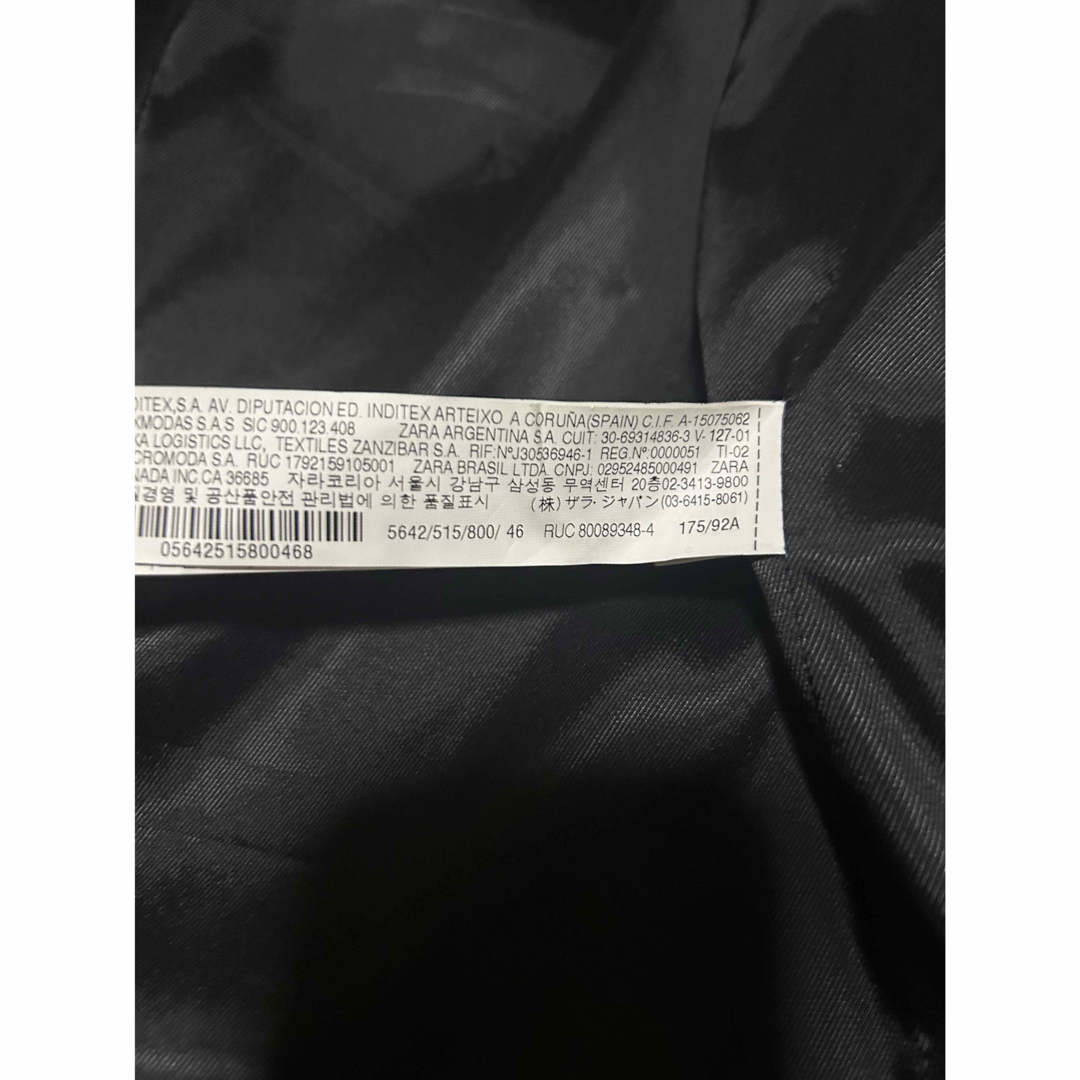 DITEX,S.A. AV. DIPUTACION ED. INDITEX ARTEIXO A CORUÑA(SPAIN) C.I.F. A-15075062
KMODAS S.A.S SIC 900.123.408 ZARA ARGENTINA S.A. CUIT: 30-69314836-3 V-127-01
KA LOGISTICS LLC, TEXTILES ZANZIBAR S.A. RIF:NºJ30536946-1 REG.Nº:0000051 TI-02
CROMODA S.A. RUC 1792159105001 ZARA BRASIL LTDA. CNPJ: 02952485000491 ZARA
NADA INC.CA 36685 자라코리아 서울시 강남구 삼성동 무역센터 20층02-3413-9800
질경영 및 공산품안전 관리법에 의한 품질표시 (株) ザラ・ジャパン(03-6415-8061)
5642/515/800/ 46 RUC 80089348-4 175/92A
05642515800468